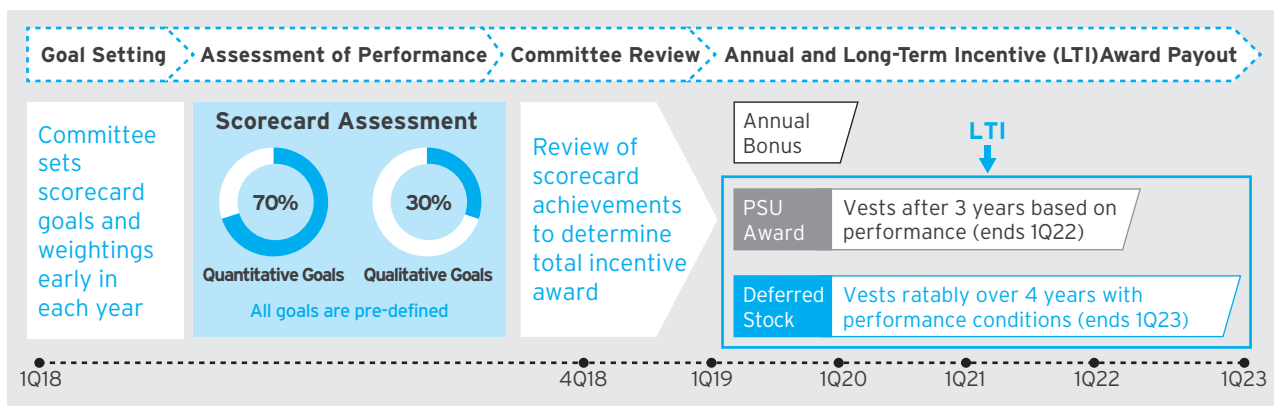 Goal Setting
Assessment of Performance
Committee Review
Annual and Long-Term Incentive (LTI)Award Payout
Committee
sets
scorecard
goals and
weightings
early in
each year
Scorecard Assessment
70%
30%
Quantitative Goals
Qualitative Goals
All goals are pre-defined
Review of
scorecard
achievements
to determine
total incentive
award
Annual
Bonus
LTI
PSU
Award
Vests after 3 years based on
performance (ends 1Q22)
Deferred
Stock
Vests ratably over 4 years with
performance conditions (ends 1Q23)
1Q18
4Q18
1Q19
1Q20
1Q21
1Q22
1Q23